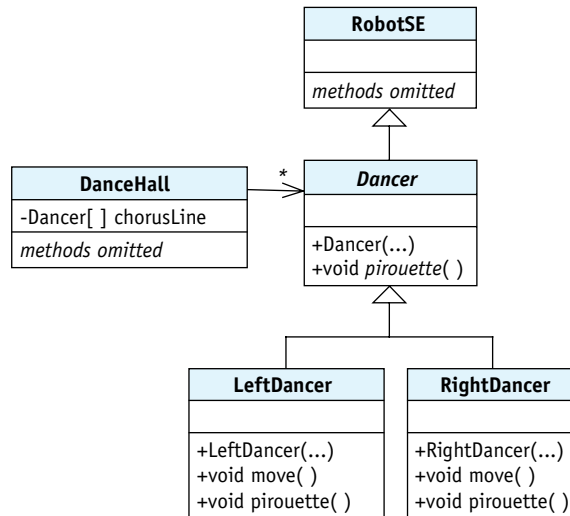 RobotSE
methods omitted
DanceHall
-Dancer[ ] chorusLine
methods omitted
*
Dancer
+Dancer(...)
+void pirouette( )
LeftDancer
+LeftDancer(...)
+void move( )
+void pirouette( )
RightDancer
+RightDancer(...)
+void move( )
+void pirouette( )